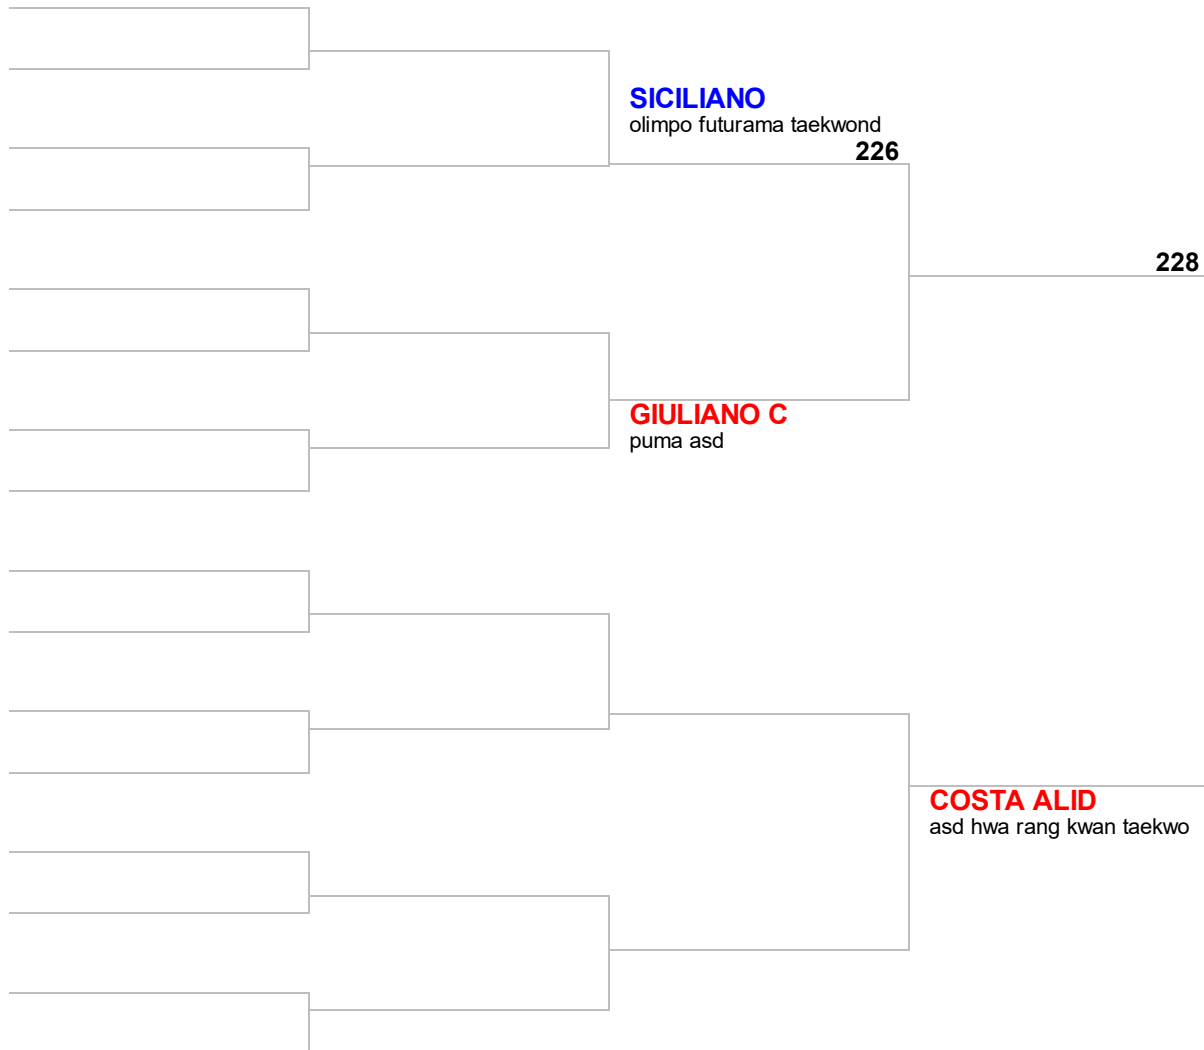 SICILIANO
olimpo futurama taekwond
226
228
GIULIANO C
puma asd
COSTA ALID
asd hwa rang kwan taekwo